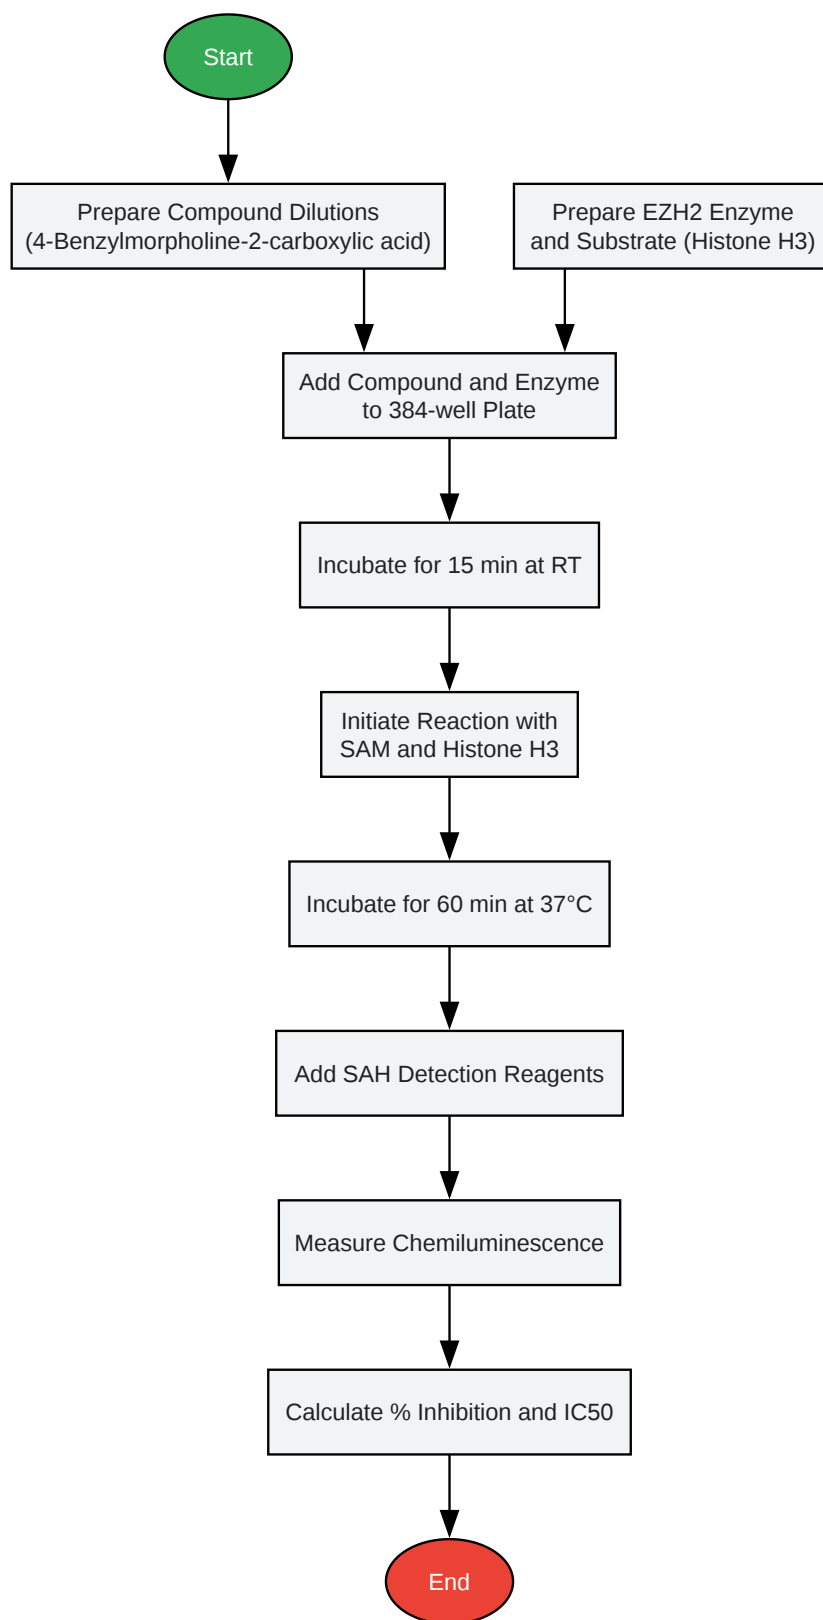 Start
Prepare Compound Dilutions
(4-Benzylmorpholine-2-carboxylic acid)
Prepare EZH2 Enzyme
and Substrate (Histone H3)
Add Compound and Enzyme
to 384-well Plate
Incubate for 15 min at RT
Initiate Reaction with
SAM and Histone H3
Incubate for 60 min at 37°C
Add SAH Detection Reagents
Measure Chemiluminescence
Calculate % Inhibition and IC50
End